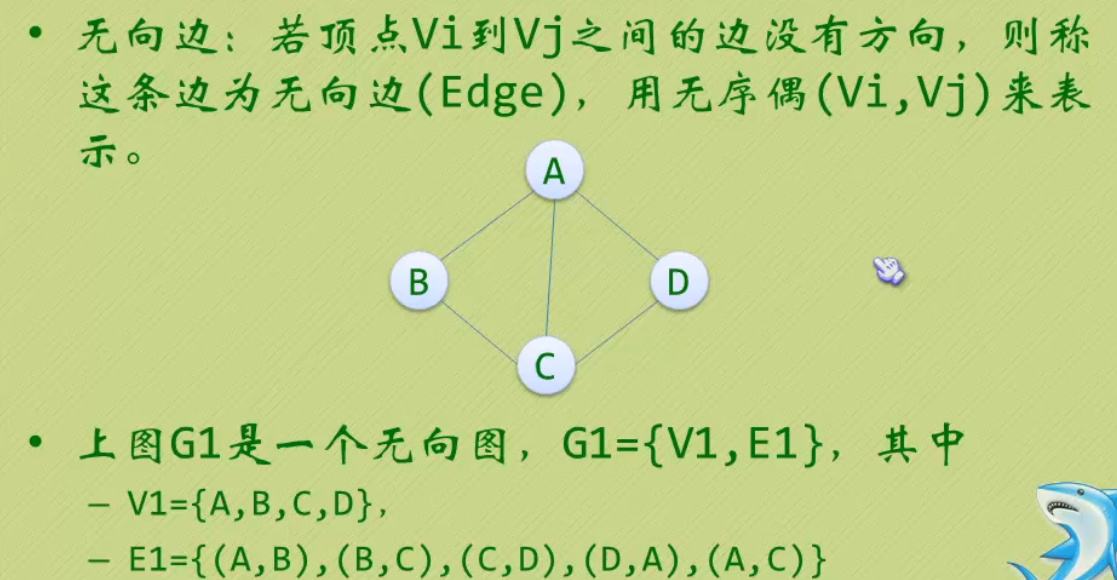 • 无向边：若顶点Vi到Vj之间的边没有方向，则称
这条边为无向边(Edge)，用无序偶(Vi,Vj)来表
示。
A
B
D
C
• 上图G1是一个无向图，G1={V1,E1}，其中
– V1={A,B,C,D}，
– E1={(A,B),(B,C),(C,D),(D,A),(A,C)}